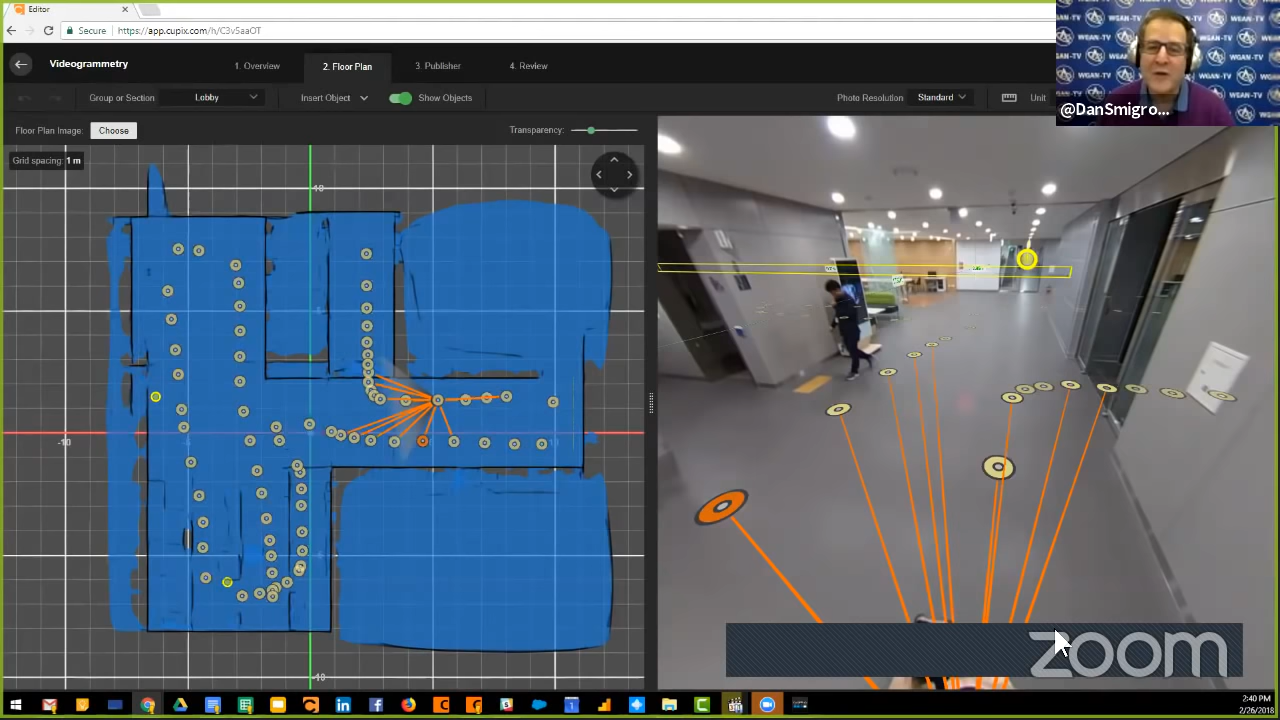 Editor
Secure
https://app.cupix.com/h/C3v5aaOT
Videogrammetry
1. Overview
2. Floor Plan
3. Publisher
4. Review
Group or Section
Lobby
Insert Object
Show Objects
Photo Resolution
Standard
Unit
@DanSmigro...
WGAN-TV
Floor Plan Image:
Choose
Transparency:
Grid spacing: 1 m
10
-10
-10
zoom
2:40 PM
2/26/2018